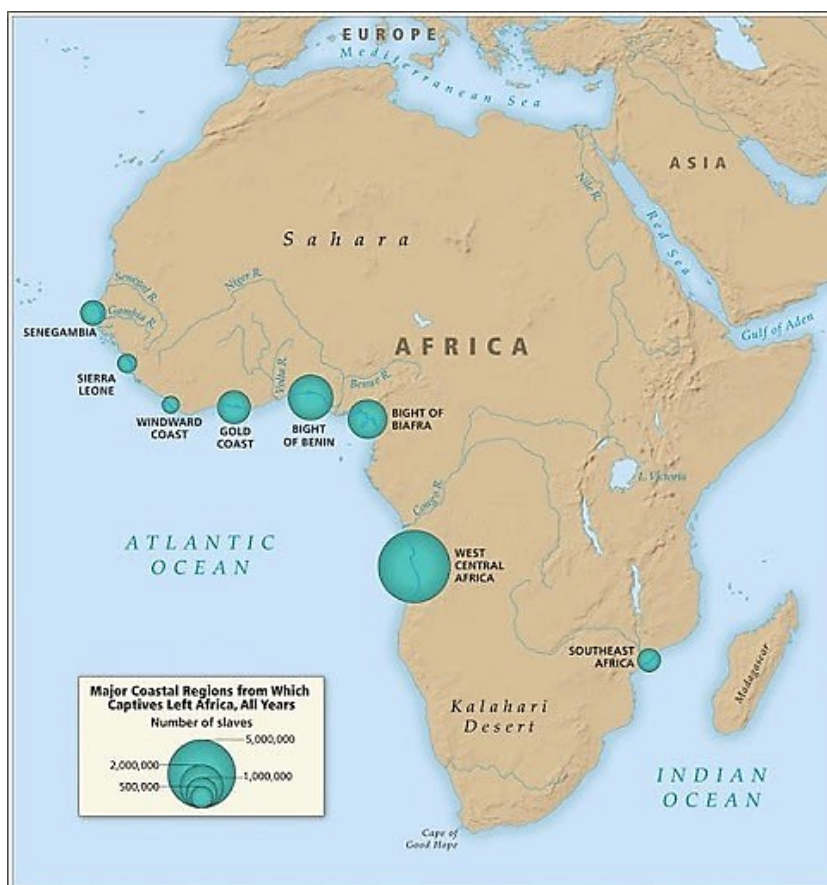 EUROPE
Mediterranean Sea
ASIA
Nile R.
Red Sea
Sahara
Senegal R.
Niger R.
Gambia R.
SENEGAMBIA
Gulf of Aden
AFRICA
Volta R.
Benue R.
SIERRA
LEONE
WINDWARD
COAST
GOLD
COAST
BIGHT
OF BENIN
BIGHT OF
BIAFRA
L. Victoria
Congo R.
ATLANTIC
OCEAN
WEST
CENTRAL
AFRICA
SOUTHEAST
AFRICA
Madagascar
Kalahari
Desert
INDIAN
OCEAN
Cape of
Good Hope
Major Coastal Regions from Which
Captives Left Africa, All Years
Number of slaves
5,000,000
2,000,000
1,000,000
500,000